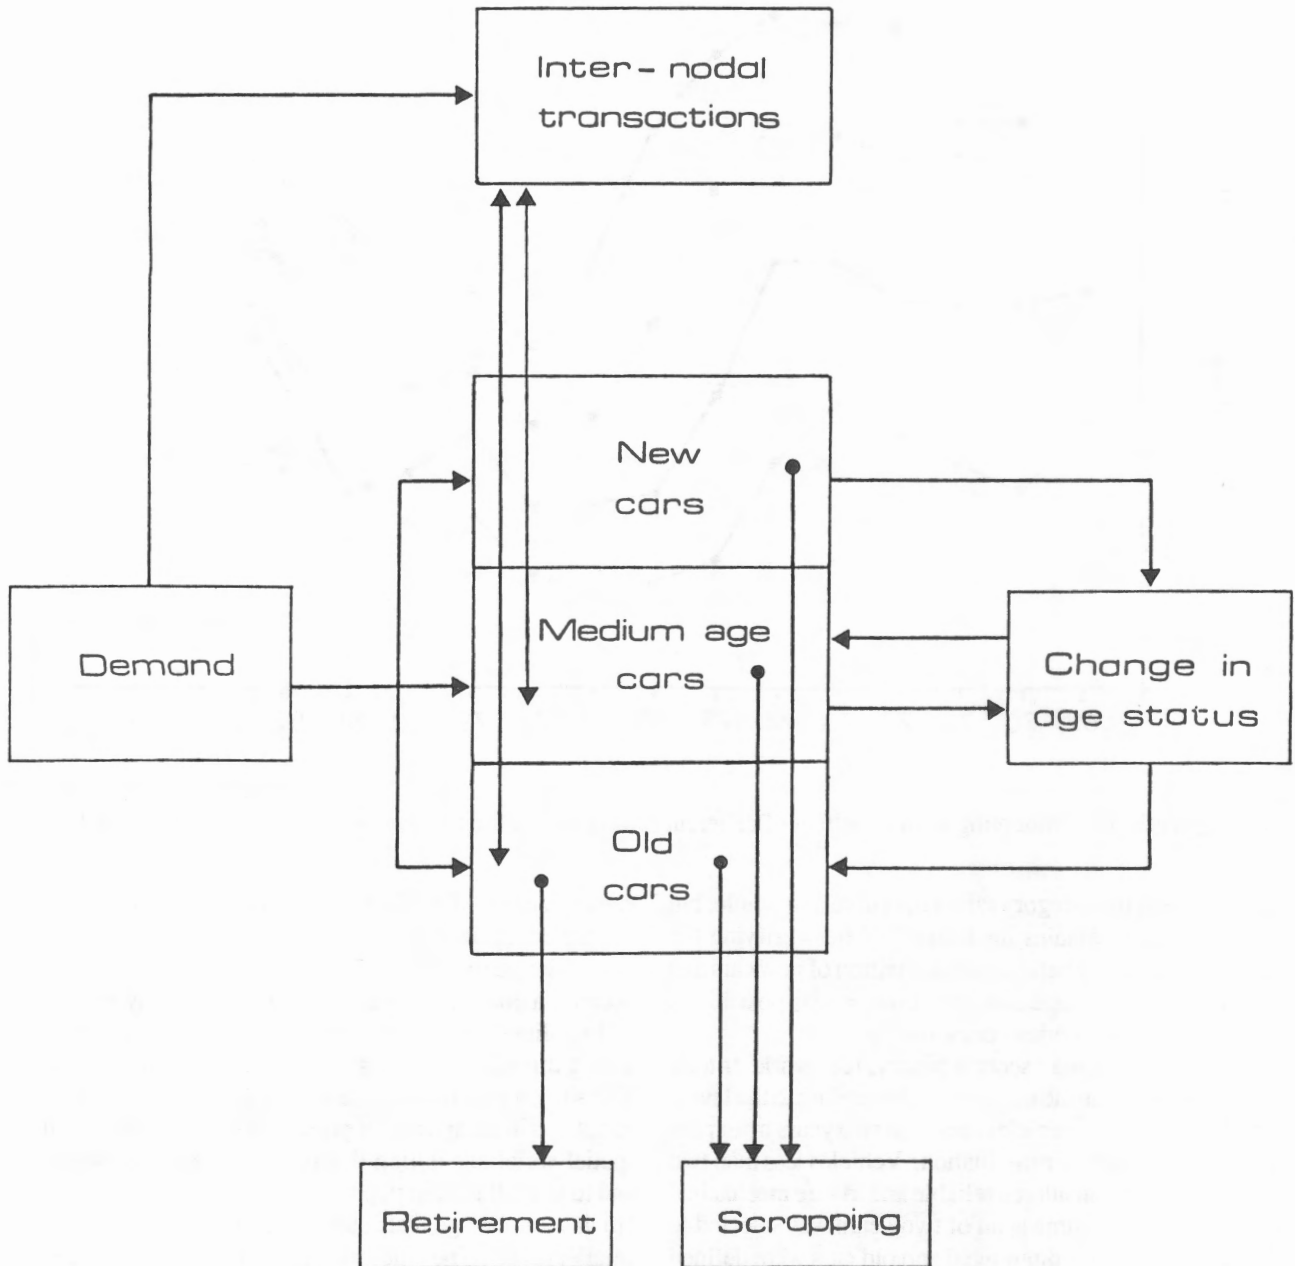 Inter-nodal
transactions
New
cars
Demand
Medium age
cars
Change in
age status
Old
cars
Retirement
Scrapping